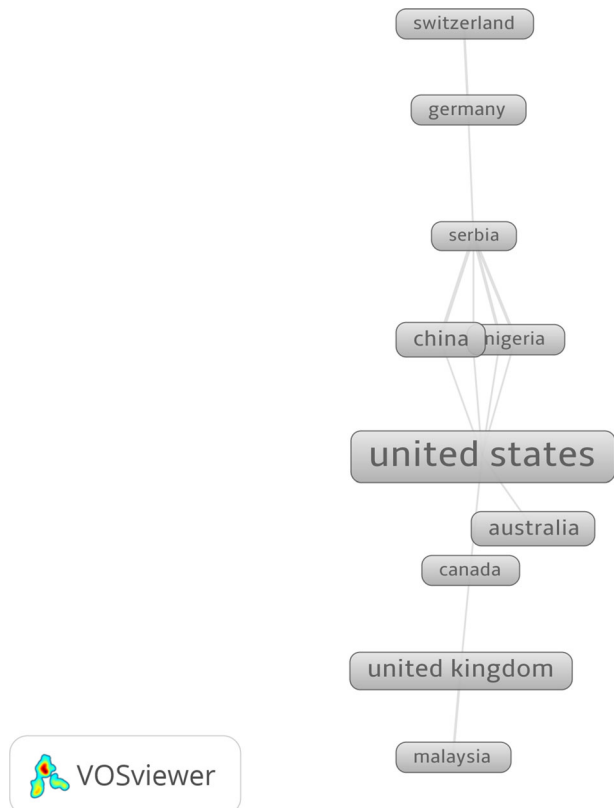 switzerland
germany
serbia
china
nigeria
united states
australia
canada
united kingdom
malaysia
VOSviewer